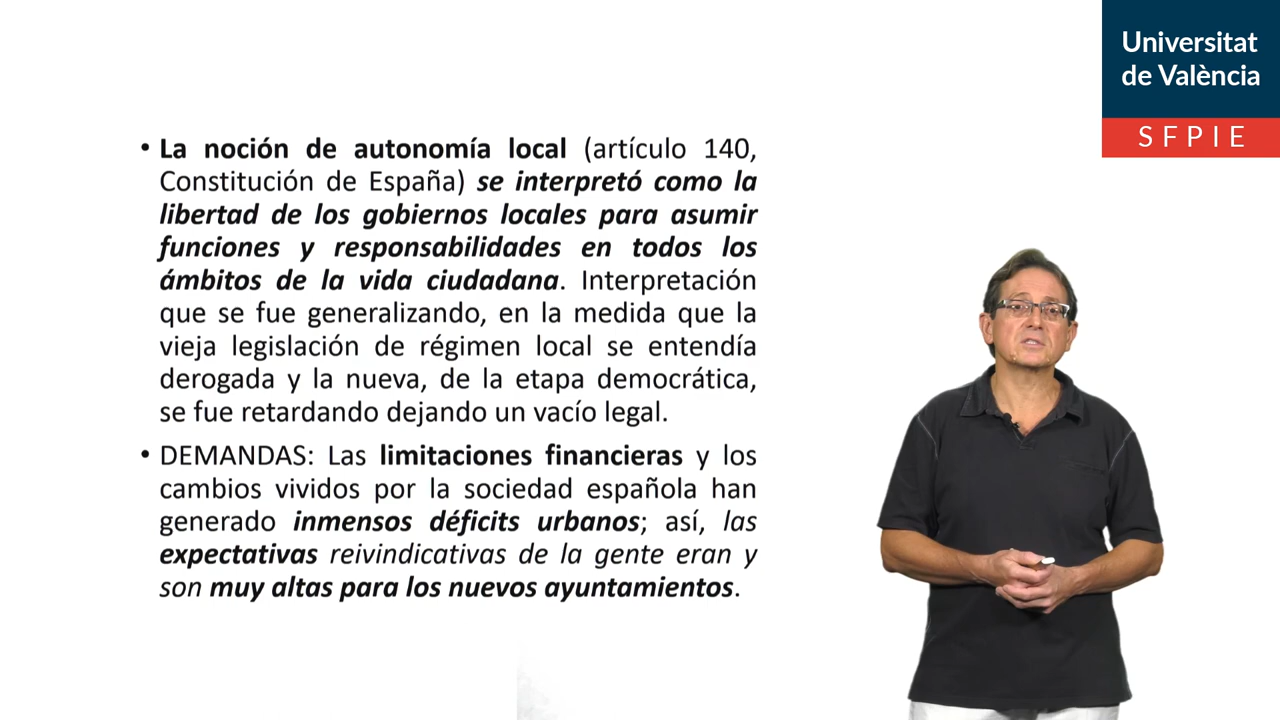 Universitat
de València
SFPIE
• La noción de autonomía local (artículo 140,
Constitución de España) se interpretó como la
libertad de los gobiernos locales para asumir
funciones y responsabilidades en todos los
ámbitos de la vida ciudadana. Interpretación
que se fue generalizando, en la medida que la
vieja legislación de régimen local se entendía
derogada y la nueva, de la etapa democrática,
se fue retardando dejando un vacío legal.
• DEMANDAS: Las limitaciones financieras y los
cambios vividos por la sociedad española han
generado inmensos déficits urbanos; así, las
expectativas reivindicativas de la gente eran y
son muy altas para los nuevos ayuntamientos.